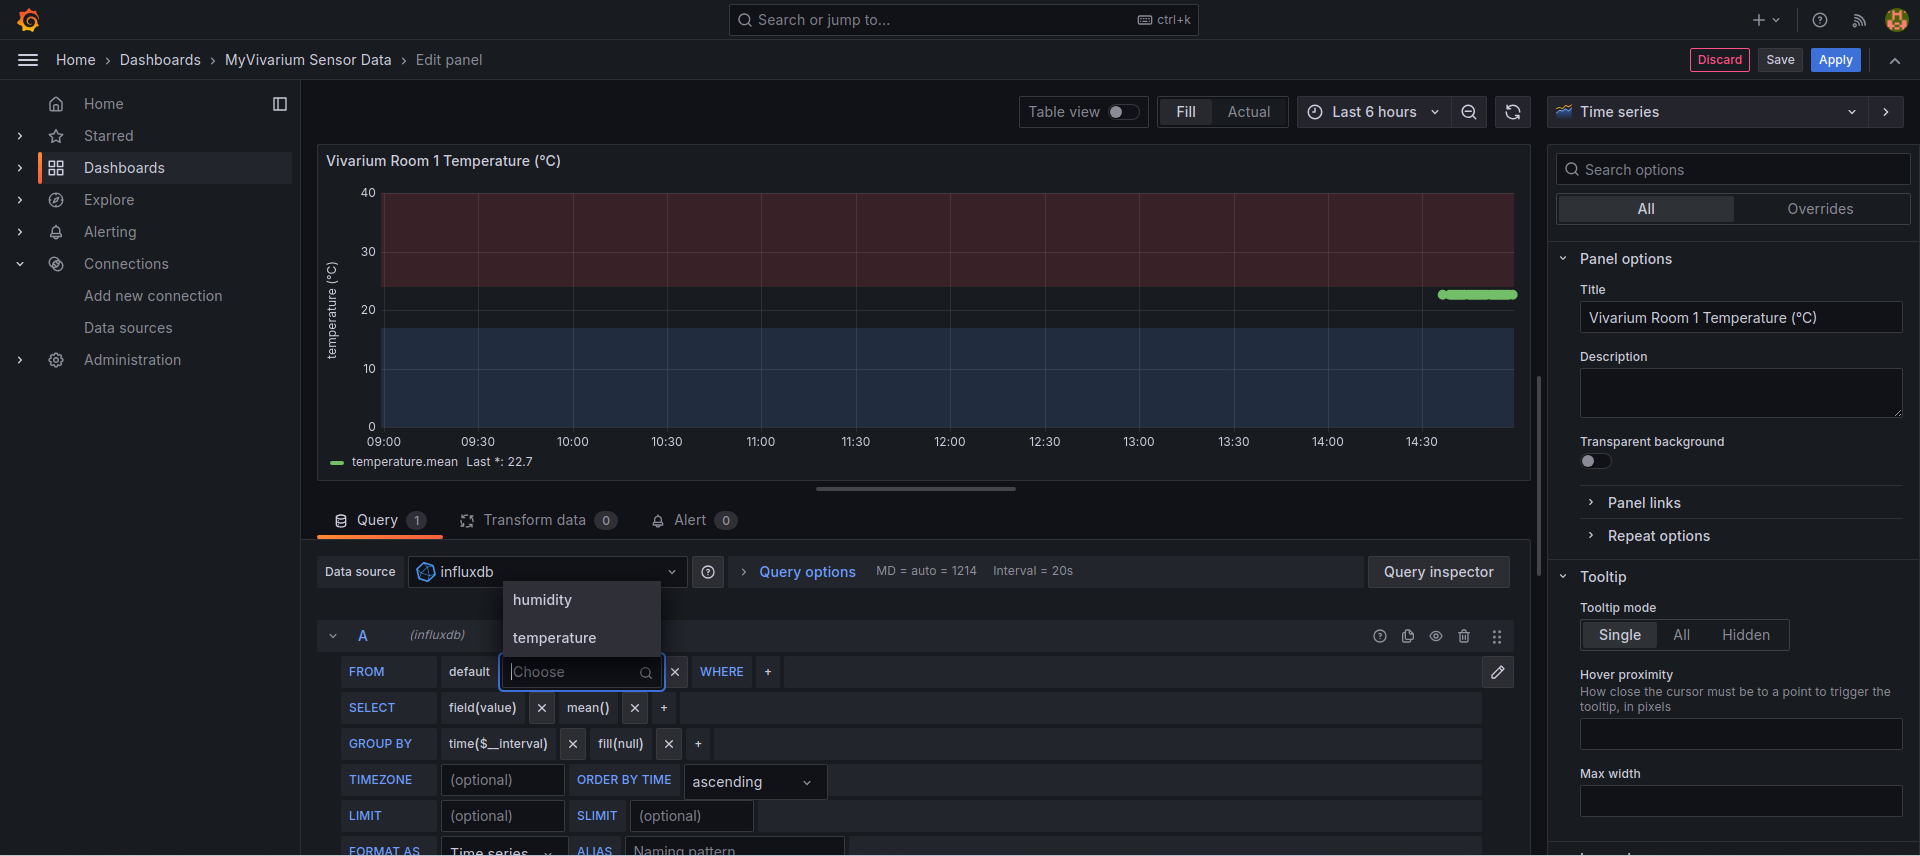 Search or jump to...
ctrl+k
Home › Dashboards › MyVivarium Sensor Data › Edit panel
Discard
Save
Apply
Home
Starred
Dashboards
Explore
Alerting
Connections
Add new connection
Data sources
Administration
Table view
Fill
Actual
Last 6 hours
Vivarium Room 1 Temperature (°C)
temperature (°C)
40
30
20
10
0
09:00 09:30 10:00 10:30 11:00 11:30 12:00 12:30 13:00 13:30 14:00 14:30
temperature.mean Last *: 22.7
Query 1
Transform data 0
Alert 0
Data source
influxdb
Query options
MD = auto = 1214
Interval = 20s
Query inspector
humidity
temperature
A
(influxdb)
FROM
default
Choose
WHERE
+
SELECT
field(value)
mean()
+
GROUP BY
time($__interval)
fill(null)
+
TIMEZONE
(optional)
ORDER BY TIME
ascending
LIMIT
(optional)
SLIMIT
(optional)
FORMAT AS
Time series
ALIAS
Naming pattern
Time series
Search options
All
Overrides
Panel options
Title
Vivarium Room 1 Temperature (°C)
Description
Transparent background
Panel links
Repeat options
Tooltip
Tooltip mode
Single
All
Hidden
Hover proximity
How close the cursor must be to a point to trigger the
tooltip, in pixels
Max width